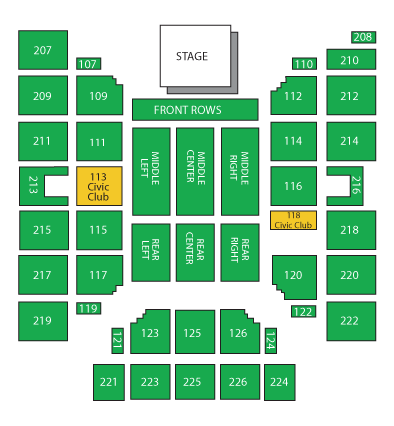 208
207
STAGE
210
107
110
209
109
112
212
FRONT ROWS
211
111
114
214
MIDDLE
LEFT
MIDDLE
CENTER
MIDDLE
RIGHT
213
113
Civic
Club
116
216
118
Civic Club
215
115
218
REAR
LEFT
REAR
CENTER
REAR
RIGHT
217
117
120
220
119
122
219
222
121
123
125
126
124
221
223
225
226
224